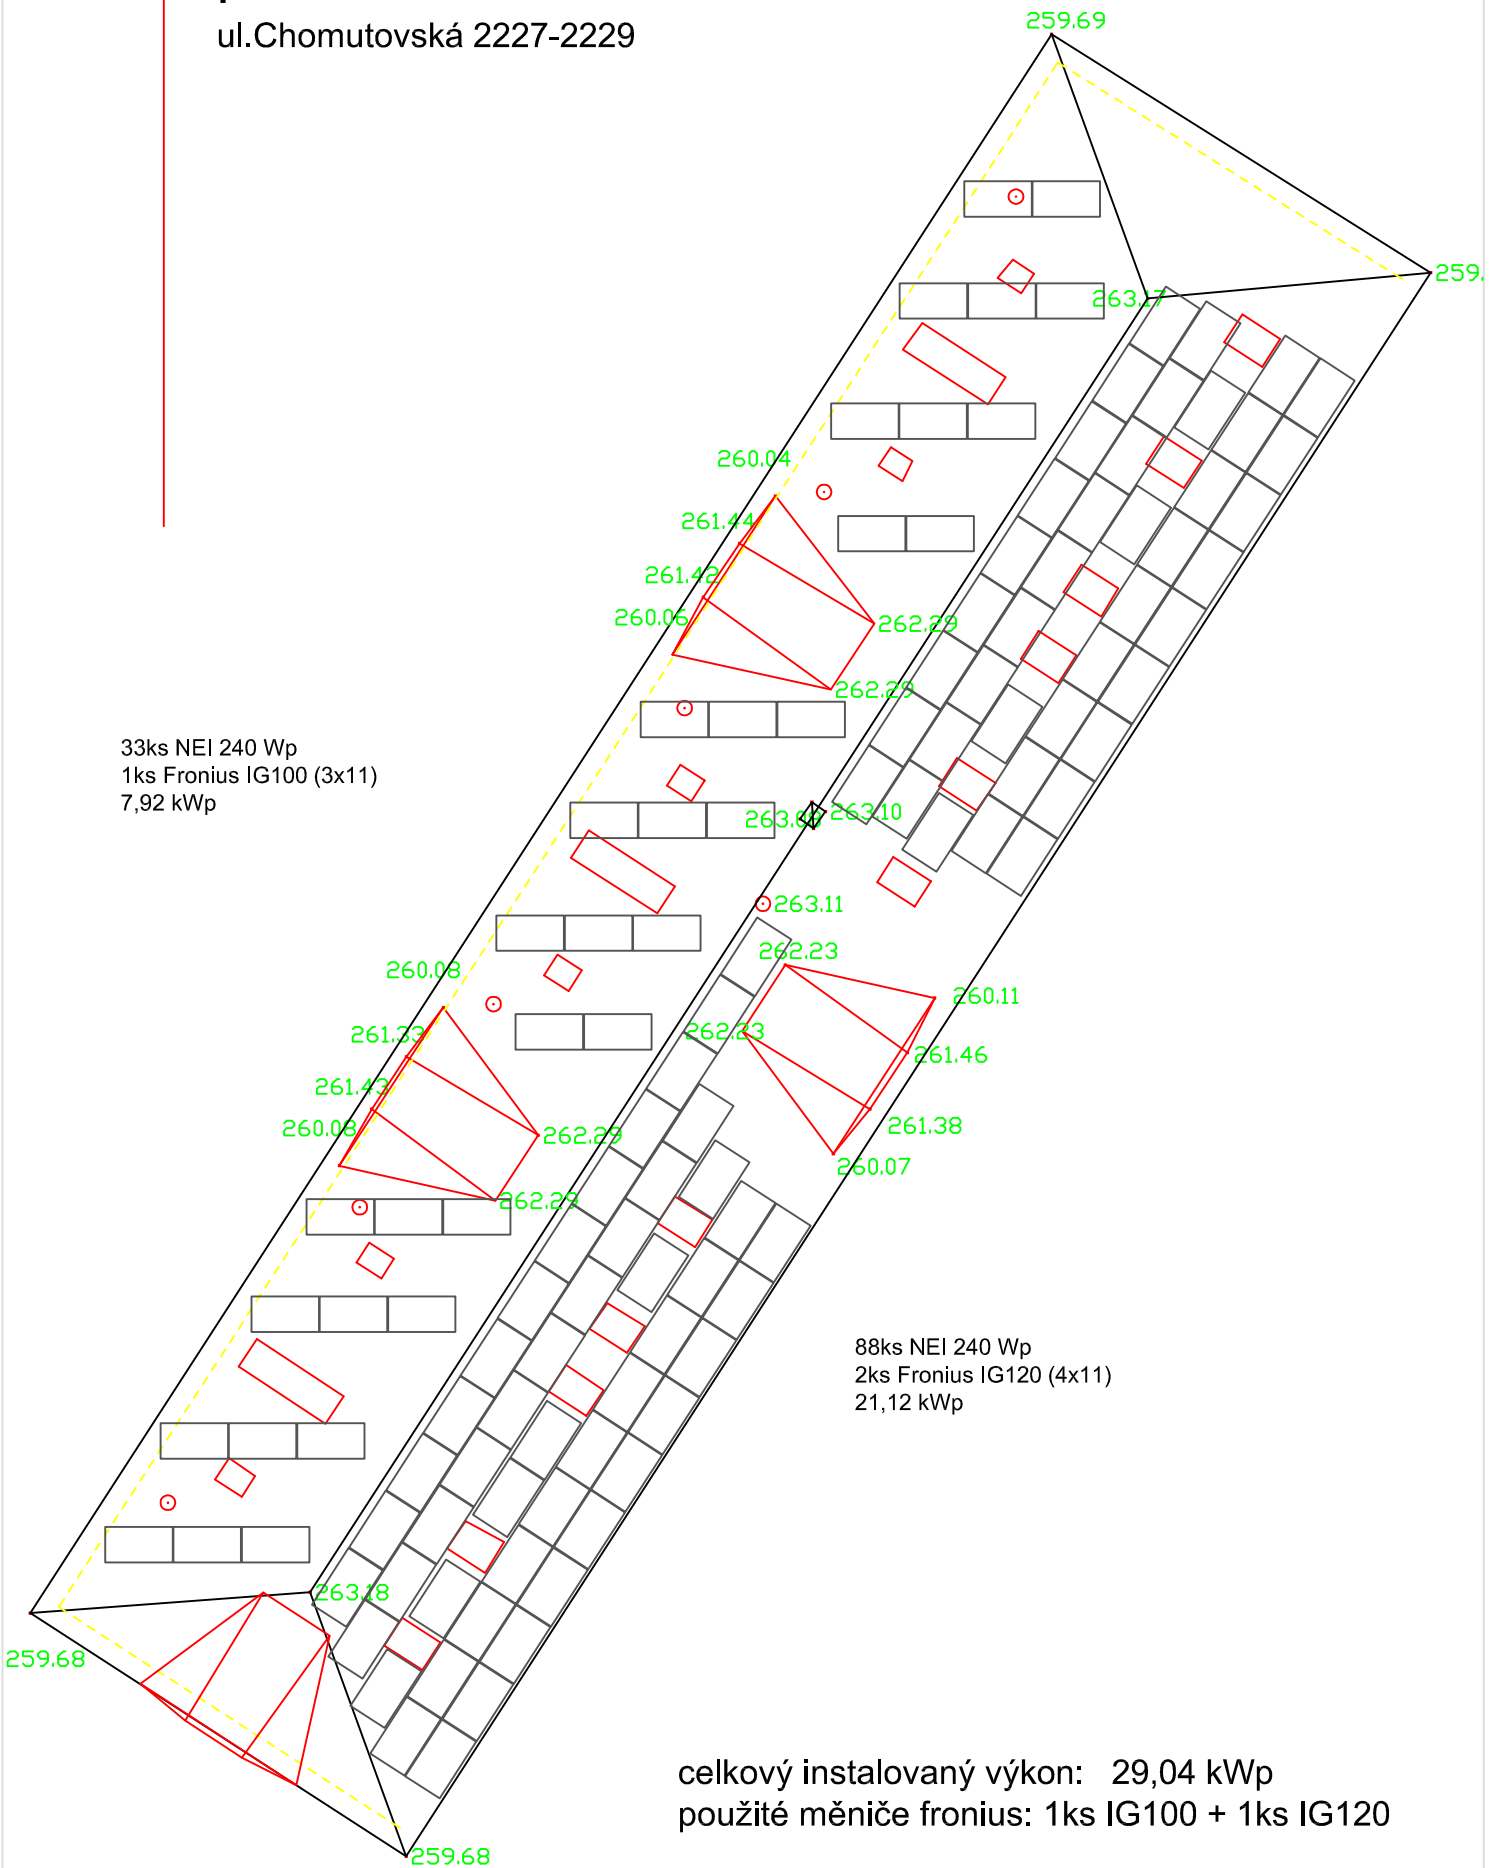 ul.Chomutovská 2227-2229
259.69
259.
263.17
260.04
261.44
261.42
260.06
262.29
262.29
33ks NEI 240 Wp
1ks Fronius IG100 (3x11)
7,92 kWp
263.10
263.11
262.23
260.08
260.11
262.23
261.33
261.46
261.43
260.08
261.38
262.29
260.07
262.29
88ks NEI 240 Wp
2ks Fronius IG120 (4x11)
21,12 kWp
263.18
259.68
celkový instalovaný výkon: 29,04 kWp
použité měniče fronius: 1ks IG100 + 1ks IG120
259.68